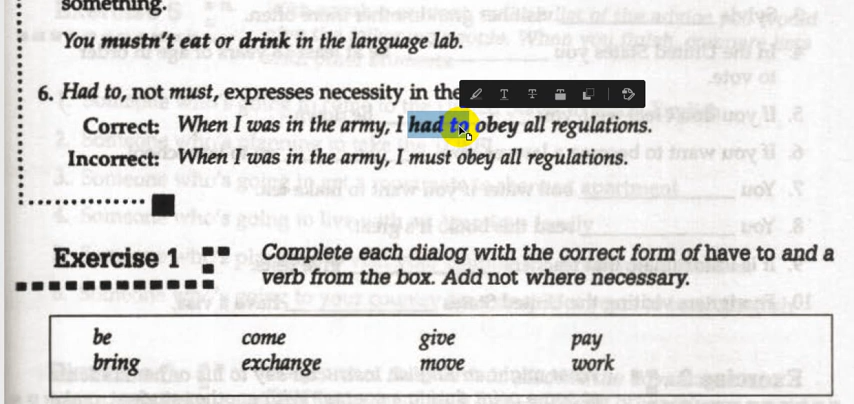 something.
You mustn't eat or drink in the language lab.
6. Had to, not must, expresses necessity in the
Correct: When I was in the army, I had to obey all regulations.
Incorrect: When I was in the army, I must obey all regulations.
Exercise 1
Complete each dialog with the correct form of have to and a
verb from the box. Add not where necessary.
be come give pay
bring exchange move work